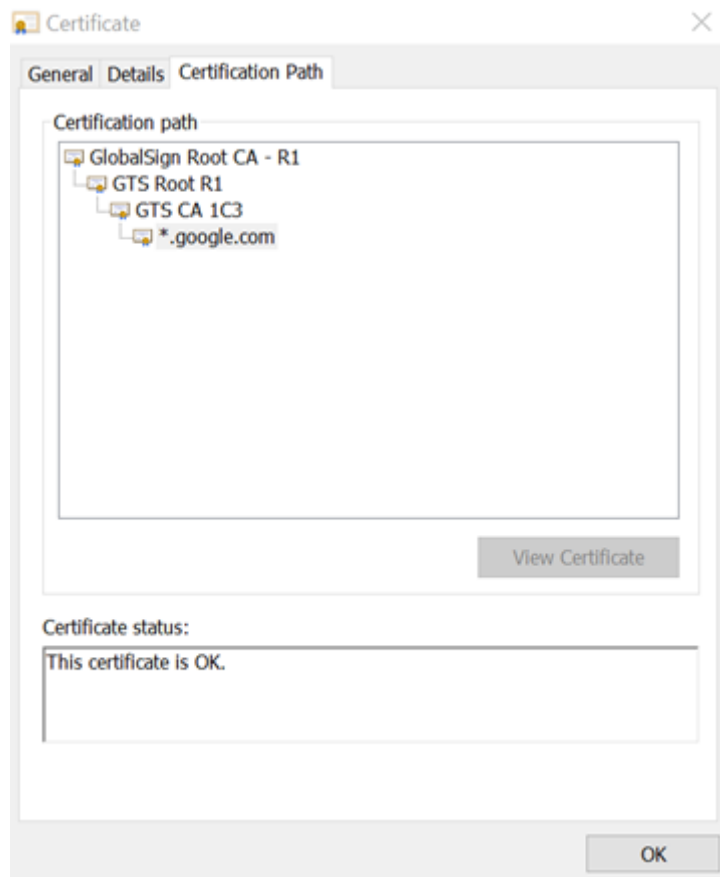 Certificate
General Details Certification Path
Certification path
GlobalSign Root CA - R1
GTS Root R1
GTS CA 1C3
*.google.com
View Certificate
Certificate status:
This certificate is OK.
OK